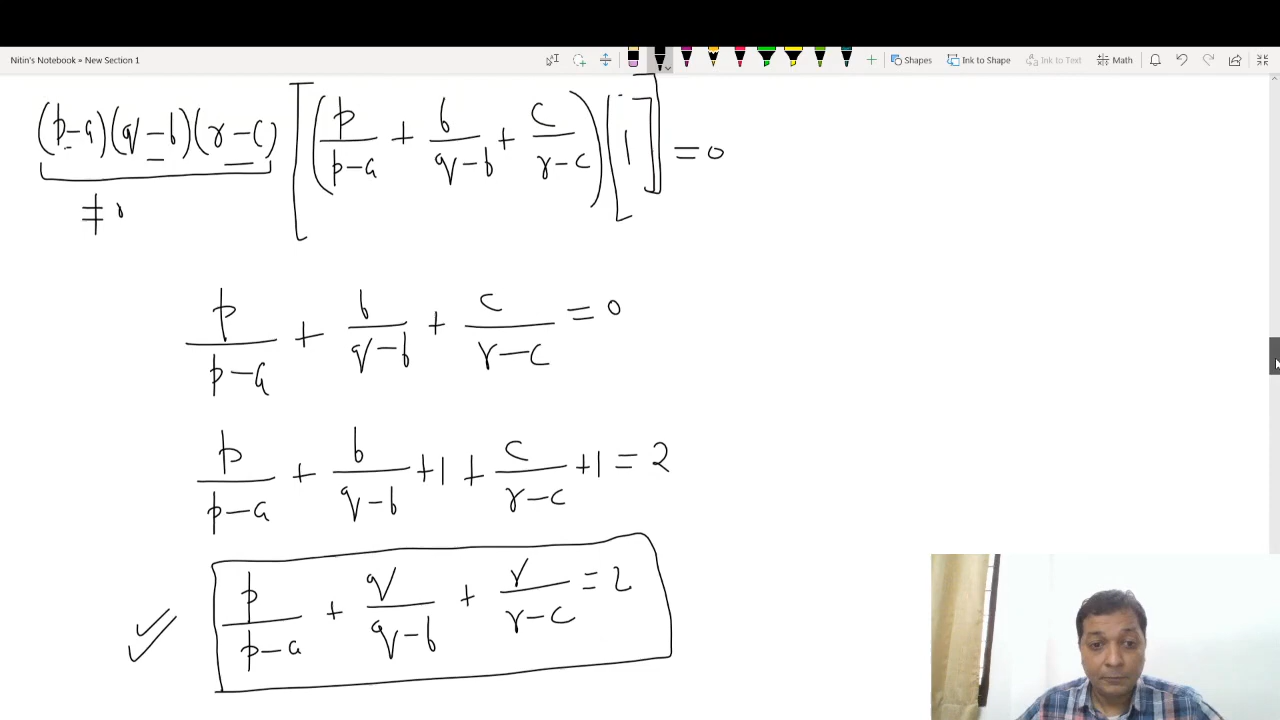 Nitin's Notebook » New Section 1
Shapes Ink to Shape Ink to Text Math
(p-a)(q-b)(r-c) [(p/(p-a) + b/(q-b) + c/(r-c)) [1]] = 0
≠
p/(p-a) + b/(q-b) + c/(r-c) = 0
p/(p-a) + b/(q-b) + 1 + c/(r-c) + 1 = 2
p/(p-a) + q/(q-b) + r/(r-c) = 2